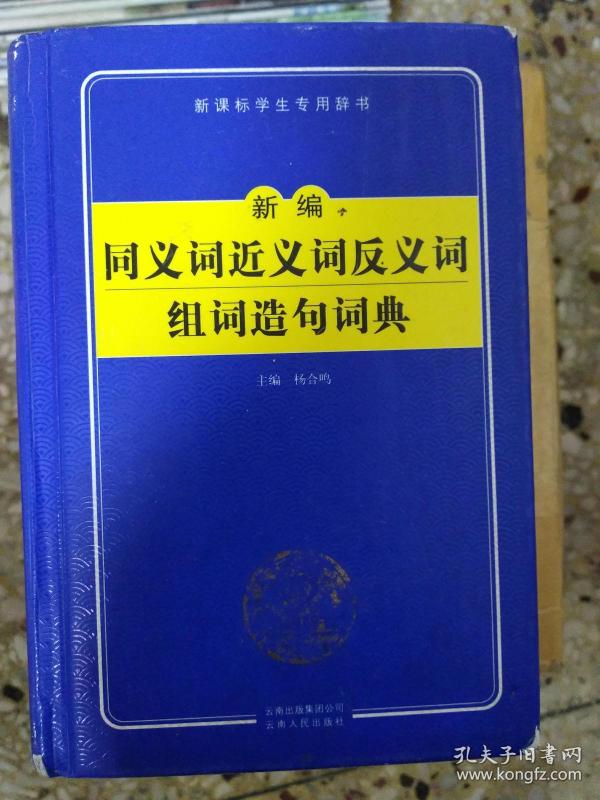 新课标学生专用辞书
新编
同义词近义词反义词
组词造句词典
主编 杨合鸣
云南出版集团公司
云南人民出版社
孔夫子旧书网
www.kongfz.com